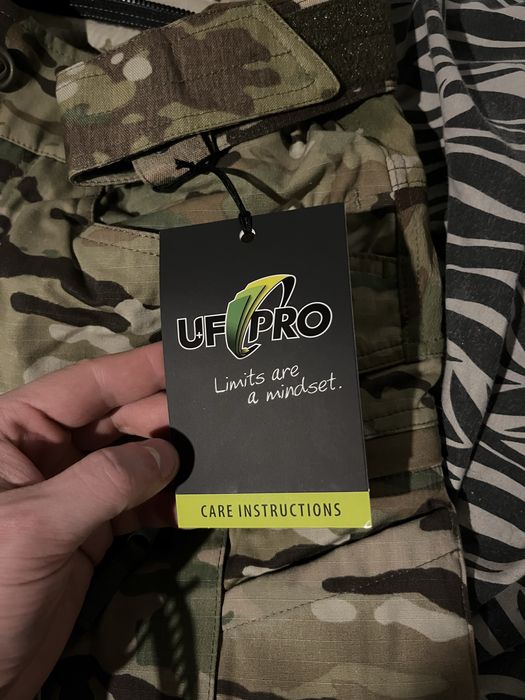 UF PRO
Limits are
a mindset.
CARE INSTRUCTIONS